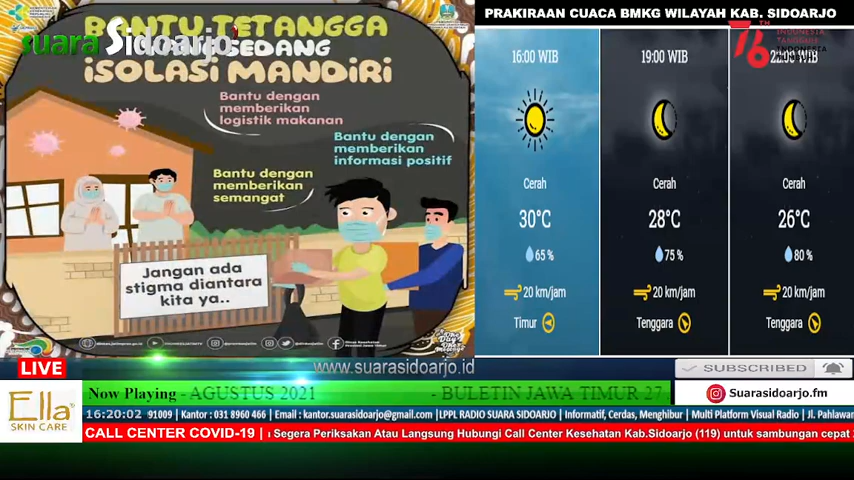 BANTU TETANGGA
SEDANG
ISOLASI MANDIRI
suara Sidoarjo
Bantu dengan
memberikan
logistik makanan
Bantu dengan
memberikan
informasi positif
Bantu dengan
memberikan
semangat
Jangan ada
stigma diantara
kita ya..
PRAKIRAAN CUACA BMKG WILAYAH KAB. SIDOARJO
76TH
INDONESIA
TANGGUH
INDONESIA
16:00 WIB
Cerah
30°C
65 %
20 km/jam
Timur
19:00 WIB
Cerah
28°C
75 %
20 km/jam
Tenggara
WIB
Cerah
26°C
80 %
20 km/jam
Tenggara
LIVE
www.suarasidoarjo.id
SUBSCRIBED
Ella
SKIN CARE
Now Playing - AGUSTUS 2021 - BULETIN JAWA TIMUR 27
Suarasidoarjo.fm
16:20:02 91009 | Kantor : 031 8960 466 | Email : kantor.suarasidoarjo@gmail.com |LPPL RADIO SUARA SIDOARJO | Informatif, Cerdas, Menghibur | Multi Platform Visual Radio | Jl. Pahlawan
CALL CENTER COVID-19 | Segera Periksakan Atau Langsung Hubungi Call Center Kesehatan Kab.Sidoarjo (119) untuk sambungan cepat